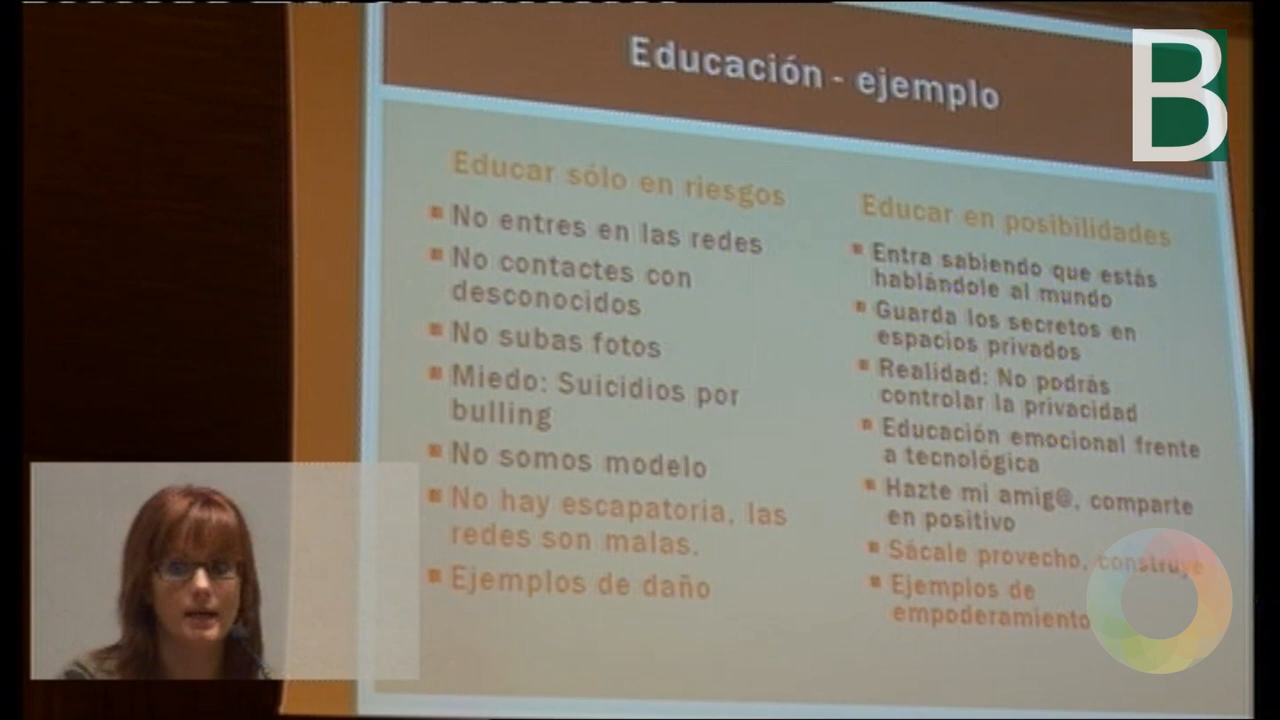 Educación - ejemplo
B
Educar sólo en riesgos
No entres en las redes
No contactes con
desconocidos
No subas fotos
Miedo: Suicidios por
bulling
No somos modelo
No hay escapatoria, las
redes son malas.
Ejemplos de daño
Educar en posibilidades
Entra sabiendo que estás
hablándole al mundo
Guarda los secretos en
espacios privados
Realidad: No podrás
controlar la privacidad
Educación emocional frente
a tecnológica
Hazte mi amig@, comparte
en positivo
Sácale provecho, construye
Ejemplos de
empoderamiento